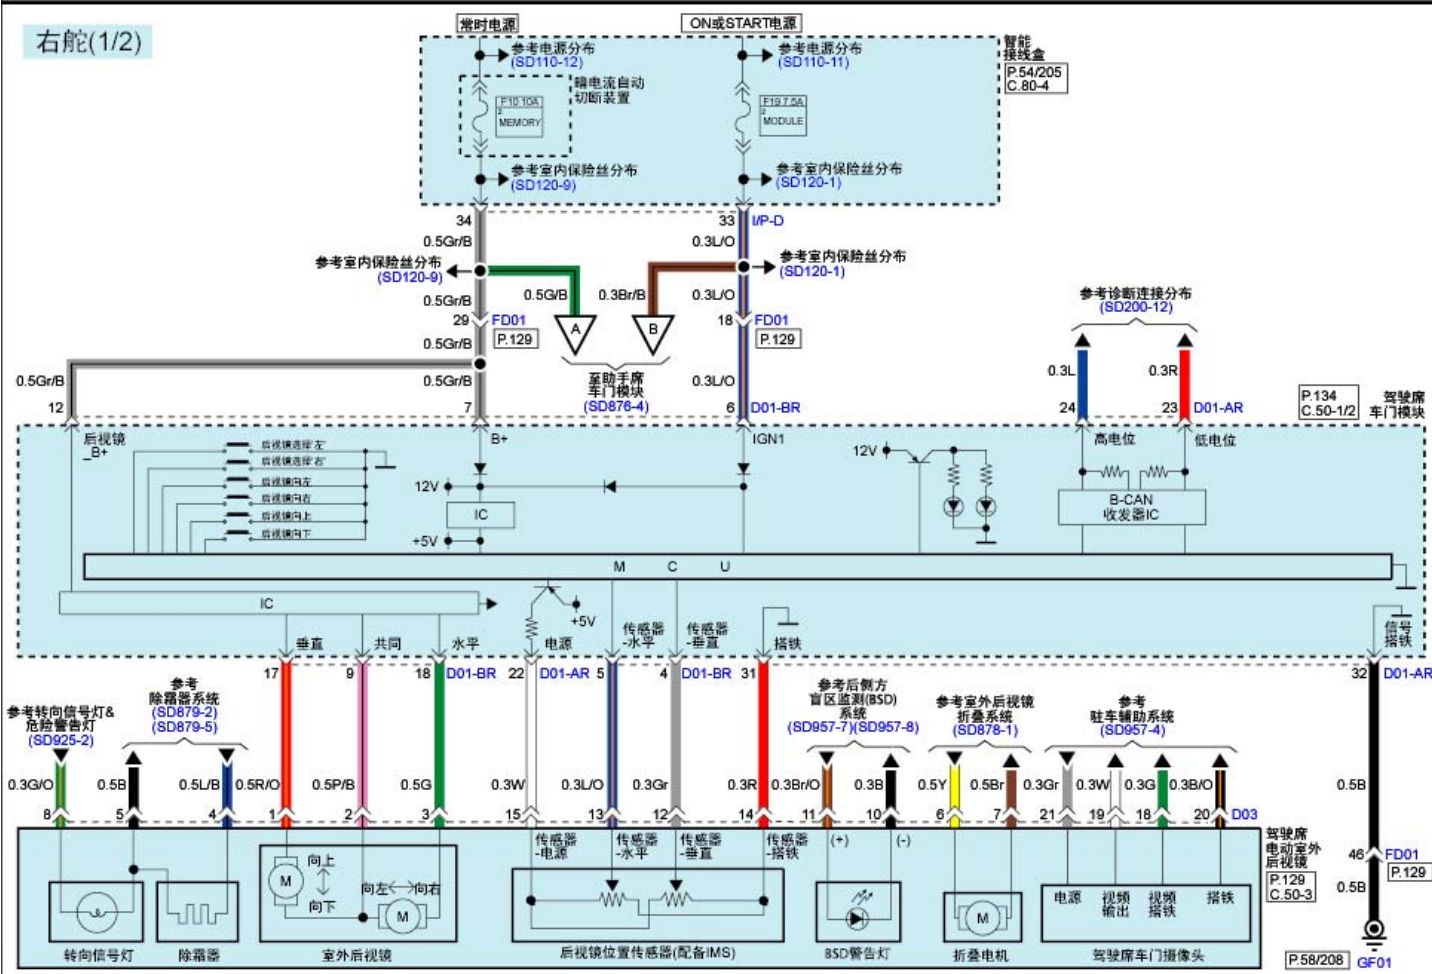 右舵(1/2)
常时电源
ON或START电源
参考电源分布
(SD110-12)
参考电源分布
(SD110-11)
智能
接线盒
P.54/205
C.80-4
暗电流自动
切断装置
F10 10A
2
MEMORY
F19 7.5A
2
MODULE
参考室内保险丝分布
(SD120-9)
参考室内保险丝分布
(SD120-1)
34
33
I/P-D
0.5Gr/B
0.3L/O
参考室内保险丝分布
(SD120-9)
参考室内保险丝分布
(SD120-1)
0.5Gr/B
0.5G/B
0.3Br/B
0.3L/O
参考诊断连接分布
(SD200-12)
29
FD01
P.129
A
B
18
FD01
P.129
0.5Gr/B
0.5Gr/B
0.5Gr/B
至助手席
车门模块
(SD876-4)
0.3L/O
0.3L
0.3R
12
7
6
D01-BR
24
23
D01-AR
P.134
C.50-1/2
驾驶席
车门模块
后视镜
_B+
后视镜选择'左'
后视镜选择'右'
后视镜向左
后视镜向右
后视镜向上
后视镜向下
B+
IGN1
12V
高电位
低电位
12V
IC
+5V
B-CAN
收发器IC
M C U
IC
+5V
垂直
共同
水平
电源
传感器
-水平
传感器
-垂直
搭铁
信号
搭铁
17
9
18
D01-BR
22
D01-AR
5
4
D01-BR
31
32
D01-AR
参考转向信号灯&
危险警告灯
(SD925-2)
参考
除霜器系统
(SD879-2)
(SD879-5)
参考后侧方
盲区监测(BSD)
系统
(SD957-7)(SD957-8)
参考室外后视镜
折叠系统
(SD878-1)
参考
驻车辅助系统
(SD957-4)
0.3G/O
0.5B
0.5L/B
0.5R/O
0.5P/B
0.5G
0.3W
0.3L/O
0.3Gr
0.3R
0.3Br/O
0.3B
0.5Y
0.5Br
0.3Gr
0.3W
0.3G
0.3B/O
0.5B
8
5
4
1
2
3
15
13
12
14
11
10
6
7
21
19
18
20
D03
传感器
-电源
传感器
-水平
传感器
-垂直
传感器
-搭铁
(+)
(-)
驾驶席
电动室外
后视镜
P.129
C.50-3
46
FD01
P.129
0.5B
M
向上
向下
向左
向右
M
M
电源
视频
输出
视频
搭铁
搭铁
转向信号灯
除霜器
室外后视镜
后视镜位置传感器(配备IMS)
BSD警告灯
折叠电机
驾驶席车门摄像头
P.58/208
GF01